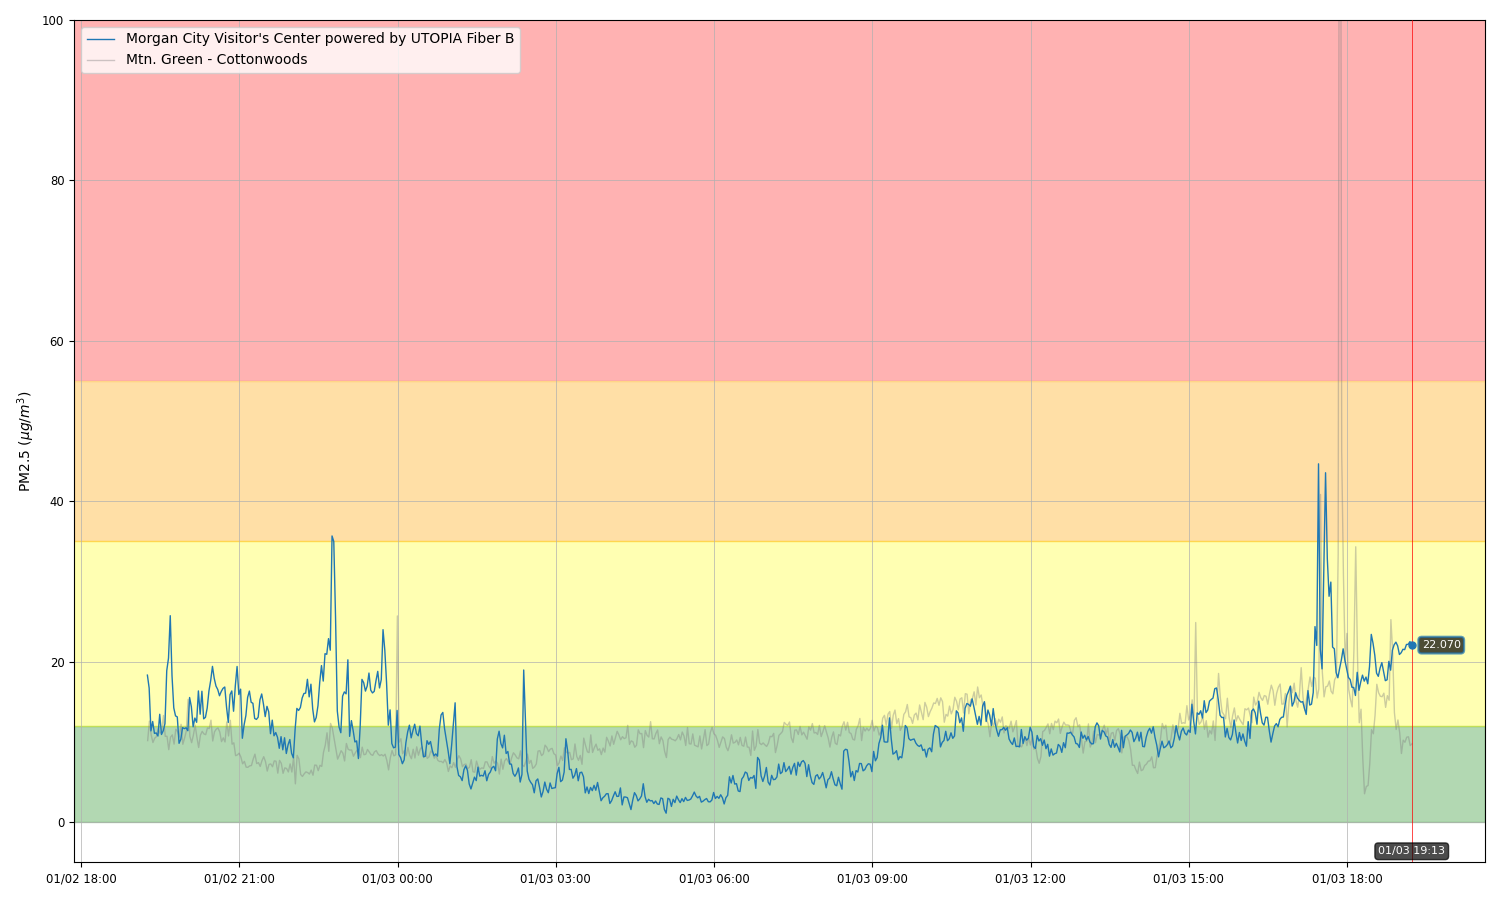 100
80
60
40
20
0
PM2.5 (μg/m³)
Morgan City Visitor's Center powered by UTOPIA Fiber B
Mtn. Green - Cottonwoods
22.070
01/03 19:13
01/02 18:00 01/02 21:00 01/03 00:00 01/03 03:00 01/03 06:00 01/03 09:00 01/03 12:00 01/03 15:00 01/03 18:00